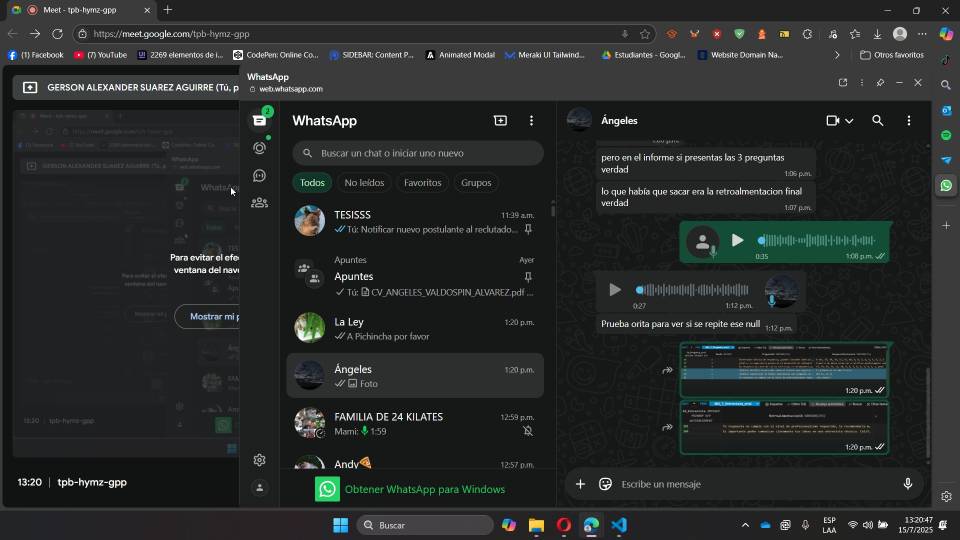 Meet - tpb-hymz-gpp
https://meet.google.com/tpb-hymz-gpp
(1) Facebook
(7) YouTube
2269 elementos de i...
CodePen: Online Co...
SIDEBAR: Content P...
Animated Modal
Meraki UI Tailwind...
Estudiantes - Googl...
Website Domain Na...
Otros favoritos
GERSON ALEXANDER SUAREZ AGUIRRE (Tú, p
Para evitar el efe
ventana del nave
Mostrar mi p
13:20 | tpb-hymz-gpp
WhatsApp
web.whatsapp.com
2
WhatsApp
Buscar un chat o iniciar uno nuevo
Todos
No leídos
Favoritos
Grupos
TESISSS
11:39 a.m.
Tú: Notificar nuevo postulante al reclutado...
Apuntes
Ayer
Apuntes
Tú: CV_ANGELES_VALDOSPIN_ALVAREZ.pdf ...
La Ley
1:20 p.m.
A Pichincha por favor
Ángeles
1:20 p.m.
Foto
FAMILIA DE 24 KILATES
12:59 p.m.
Mami: 1:59
Andy🍕
12:57 p.m.
Obtener WhatsApp para Windows
Ángeles
pero en el informe si presentas las 3 preguntas
verdad
1:06 p.m.
lo que había que sacar era la retroalmentacion final
verdad
1:07 p.m.
0:35
1:08 p.m.
0:27
1:12 p.m.
Prueba orita para ver si se repite ese null
1:12 p.m.
1:20 p.m.
1:20 p.m.
Escribe un mensaje
Buscar
ESP
LAA
13:20:47
15/7/2025